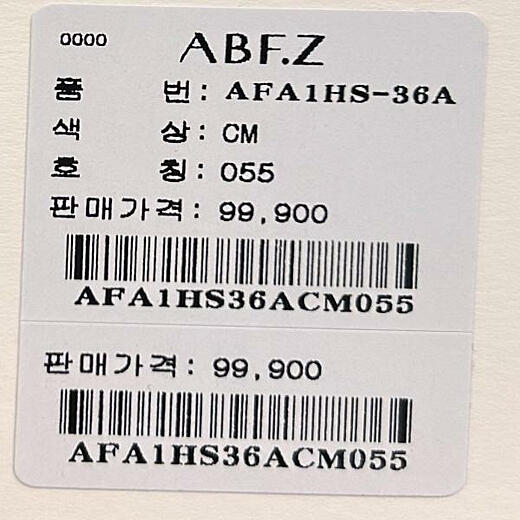 0000 ABF.Z
품 번: AFA1HS-36A
색 상: CM
호 칭: 055
판매가격: 99,900
AFA1HS36ACM055
판매가격: 99,900
AFA1HS36ACM055